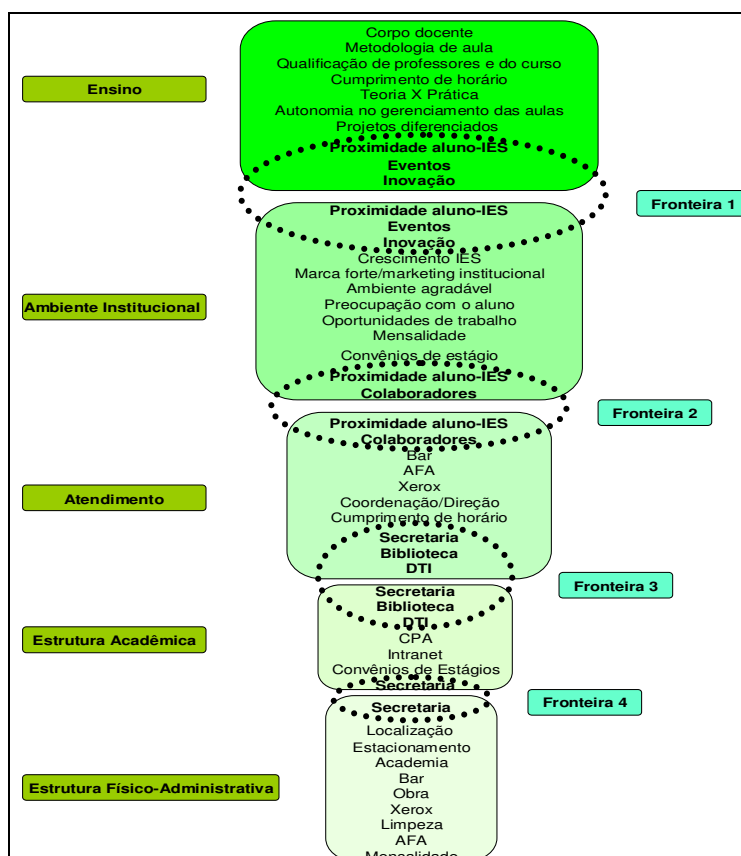 Ensino
Corpo docente
Metodologia de aula
Qualificação de professores e do curso
Cumprimento de horário
Teoria X Prática
Autonomia no gerenciamento das aulas
Projetos diferenciados
Proximidade aluno-IES
Eventos
Inovação
Fronteira 1
Ambiente Institucional
Proximidade aluno-IES
Eventos
Inovação
Crescimento IES
Marca forte/marketing institucional
Ambiente agradável
Preocupação com o aluno
Oportunidades de trabalho
Mensalidade
Convênios de estágio
Proximidade aluno-IES
Colaboradores
Fronteira 2
Atendimento
Proximidade aluno-IES
Colaboradores
Bar
AFA
Xerox
Coordenação/Direção
Cumprimento de horário
Secretaria
Biblioteca
DTI
Fronteira 3
Estrutura Acadêmica
Secretaria
Biblioteca
DTI
CPA
Intranet
Convênios de Estágios
Secretaria
Fronteira 4
Estrutura Físico-Administrativa
Secretaria
Localização
Estacionamento
Academia
Bar
Obra
Xerox
Limpeza
AFA
Mensalidade